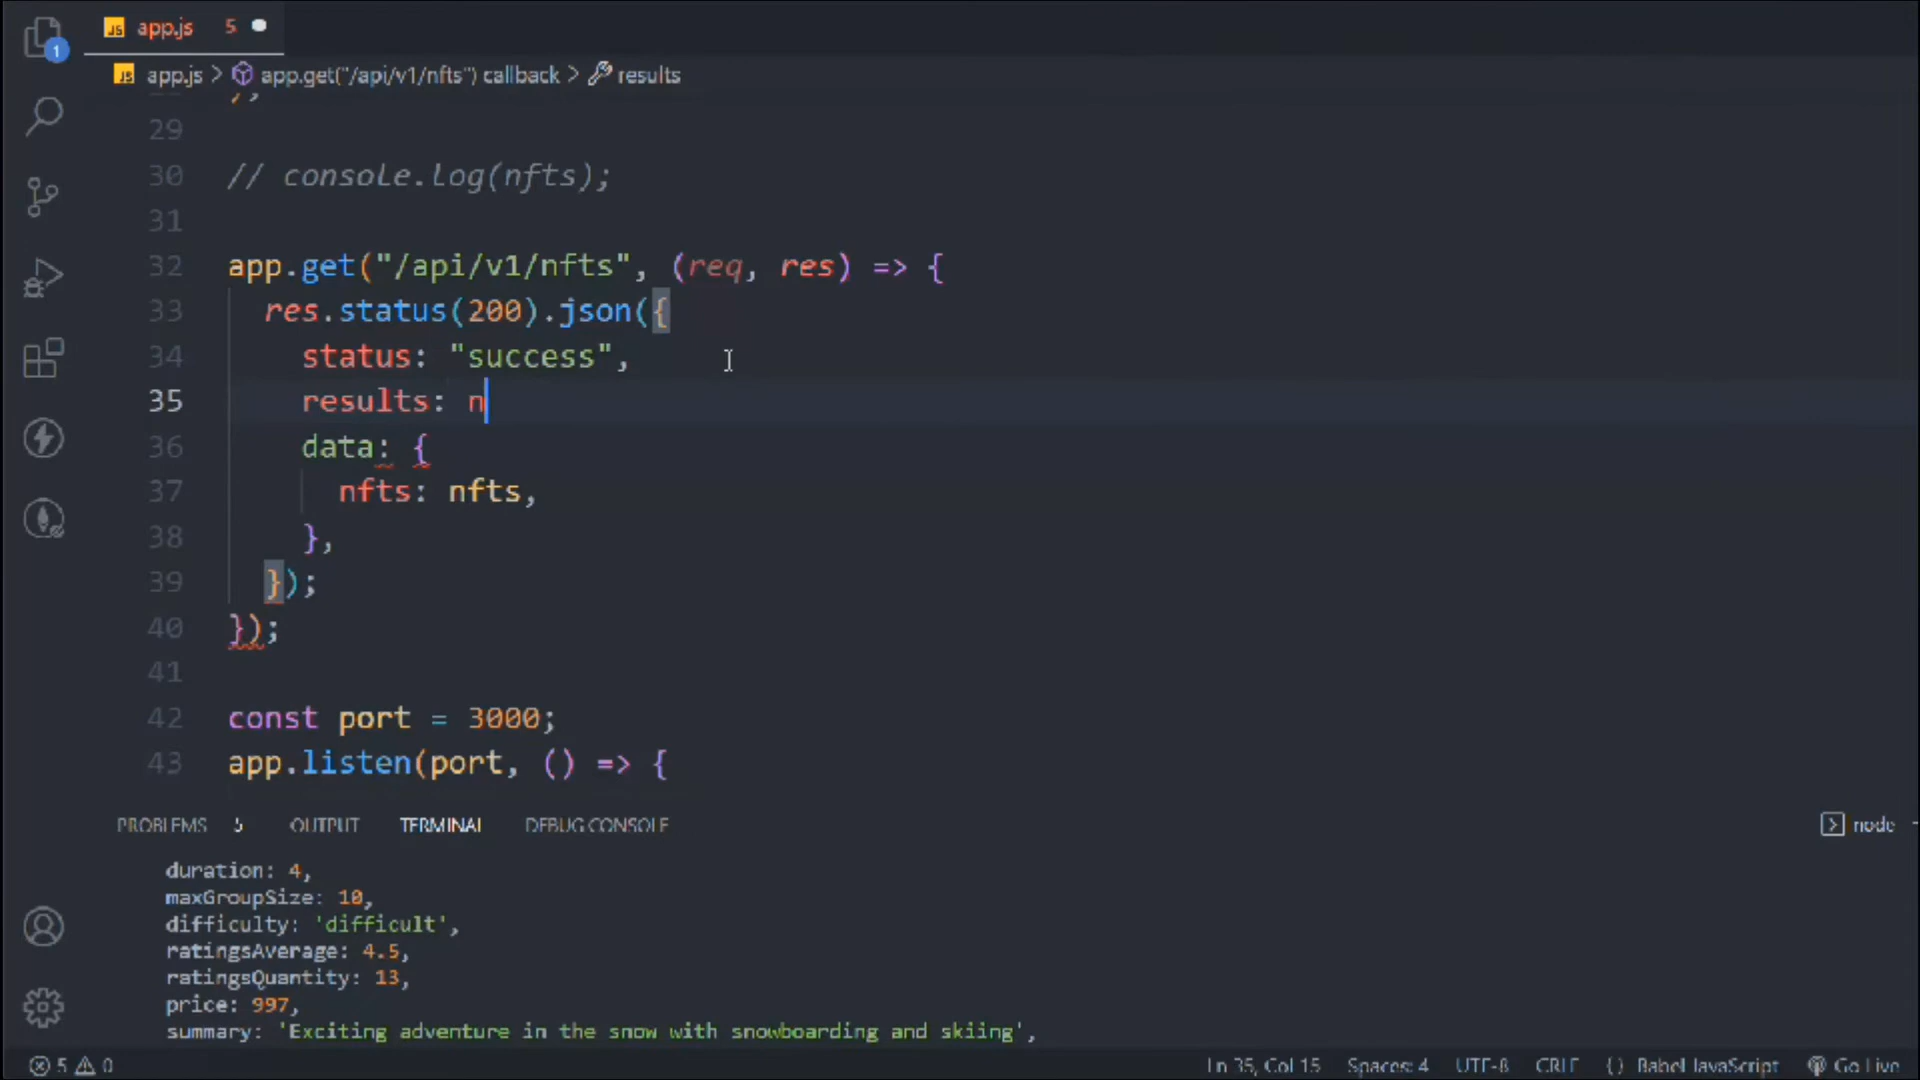 JS app.js 5
1
JS app.js > app.get("/api/v1/nfts") callback > results
29
30 // console.log(nfts);
31
32 app.get("/api/v1/nfts", (req, res) => {
33 res.status(200).json({
34 status: "success",
35 results: n
36 data: {
37 nfts: nfts,
38 },
39 });
40 });
41
42 const port = 3000;
43 app.listen(port, () => {
PROBLEMS 5 OUTPUT TERMINAL DEBUG CONSOLE node
duration: 4,
maxGroupSize: 10,
difficulty: 'difficult',
ratingsAverage: 4.5,
ratingsQuantity: 13,
price: 997,
summary: 'Exciting adventure in the snow with snowboarding and skiing',
5 0 Ln 35, Col 15 Spaces: 4 UTF-8 CRLF {} Babel JavaScript Go Live